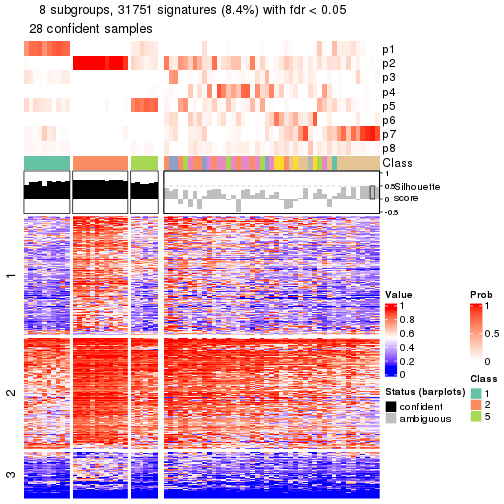 8 subgroups, 31751 signatures (8.4%) with fdr < 0.05
28 confident samples
p1
p2
p3
p4
p5
p6
p7
p8
Class
1
0.5
0
-0.5
Silhouette
score
1
2
3
Value
1
0.8
0.6
0.4
0.2
0
Prob
1
0.5
0
Status (barplots)
confident
ambiguous
Class
1
2
5